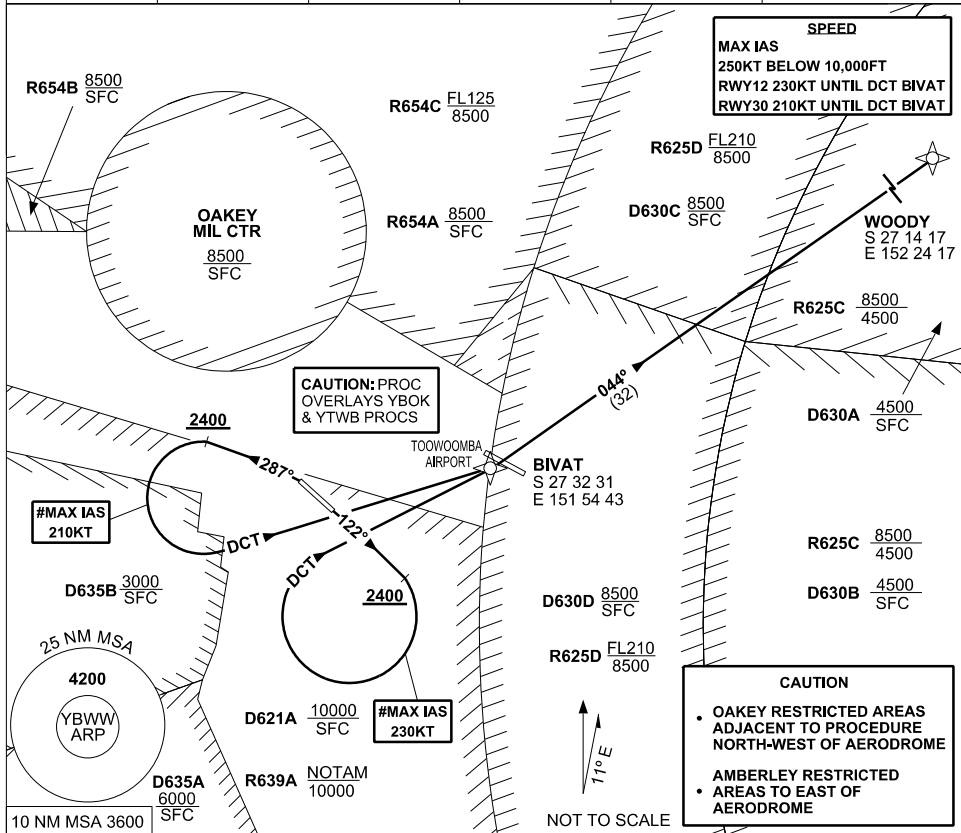 SPEED
MAX IAS
250KT BELOW 10,000FT
RWY12 230KT UNTIL DCT BIVAT
RWY30 210KT UNTIL DCT BIVAT
R654B 8500
SFC
R654C FL125
8500
R625D FL210
8500
OAKEY
MIL CTR
8500
SFC
R654A 8500
SFC
D630C 8500
SFC
WOODY
S 27 14 17
E 152 24 17
R625C 8500
4500
CAUTION: PROC
OVERLAYS YBOK
& YTWB PROCS
044°
(32)
D630A 4500
SFC
2400
287°
TOOWOOMBA
AIRPORT
BIVAT
S 27 32 31
E 151 54 43
#MAX IAS
210KT
122°
DCT
DCT
R625C 8500
4500
D635B 3000
SFC
2400
D630D 8500
SFC
D630B 4500
SFC
25 NM MSA
4200
YBWW
ARP
R625D FL210
8500
D621A 10000
SFC
#MAX IAS
230KT
CAUTION
• OAKEY RESTRICTED AREAS
ADJACENT TO PROCEDURE
NORTH-WEST OF AERODROME
• AMBERLEY RESTRICTED
AREAS TO EAST OF
AERODROME
D635A
6000
SFC
R639A NOTAM
10000
11° E
10 NM MSA 3600
NOT TO SCALE